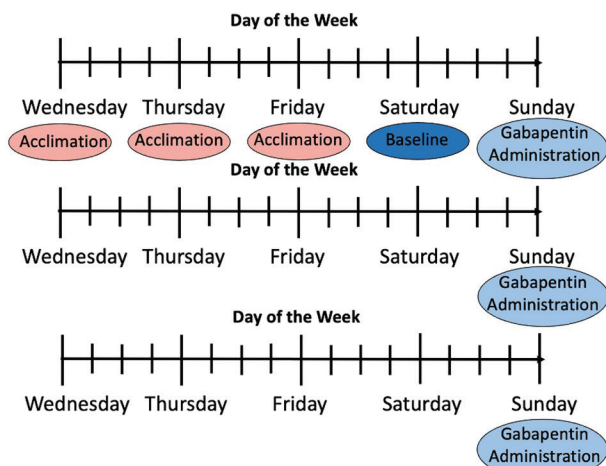 Day of the Week
Wednesday Thursday Friday Saturday Sunday
Acclimation Acclimation Acclimation Baseline Gabapentin
Administration
Day of the Week
Wednesday Thursday Friday Saturday Sunday
Gabapentin
Administration
Day of the Week
Wednesday Thursday Friday Saturday Sunday
Gabapentin
Administration